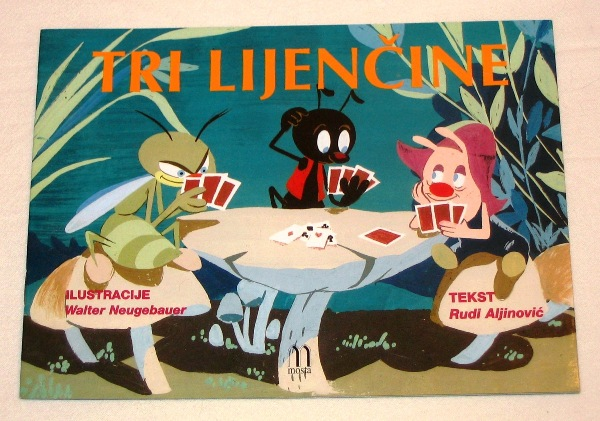 TRI LIJENČINE
ILUSTRACIJE
Walter Neugebauer
TEKST
Rudi Aljinović
mosta